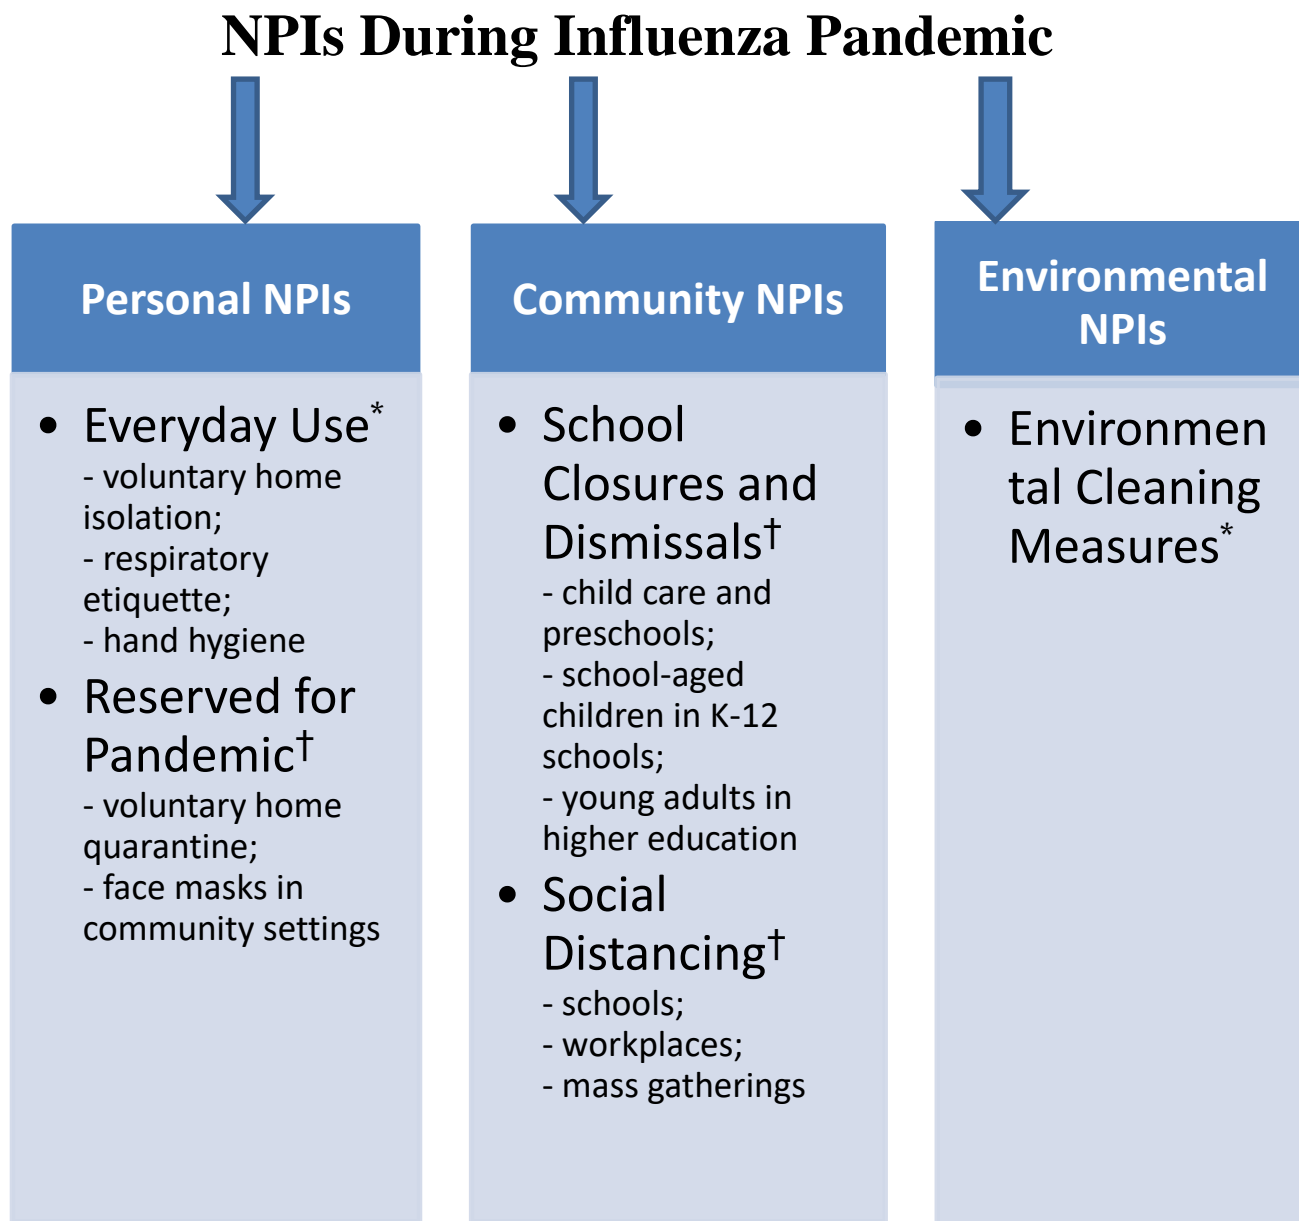 NPIs During Influenza Pandemic
Personal NPIs
• Everyday Use*
- voluntary home
isolation;
- respiratory
etiquette;
- hand hygiene
• Reserved for
Pandemic†
- voluntary home
quarantine;
- face masks in
community settings
Community NPIs
• School
Closures and
Dismissals†
- child care and
preschools;
- school-aged
children in K-12
schools;
- young adults in
higher education
• Social
Distancing†
- schools;
- workplaces;
- mass gatherings
Environmental
NPIs
• Environmen
tal Cleaning
Measures*